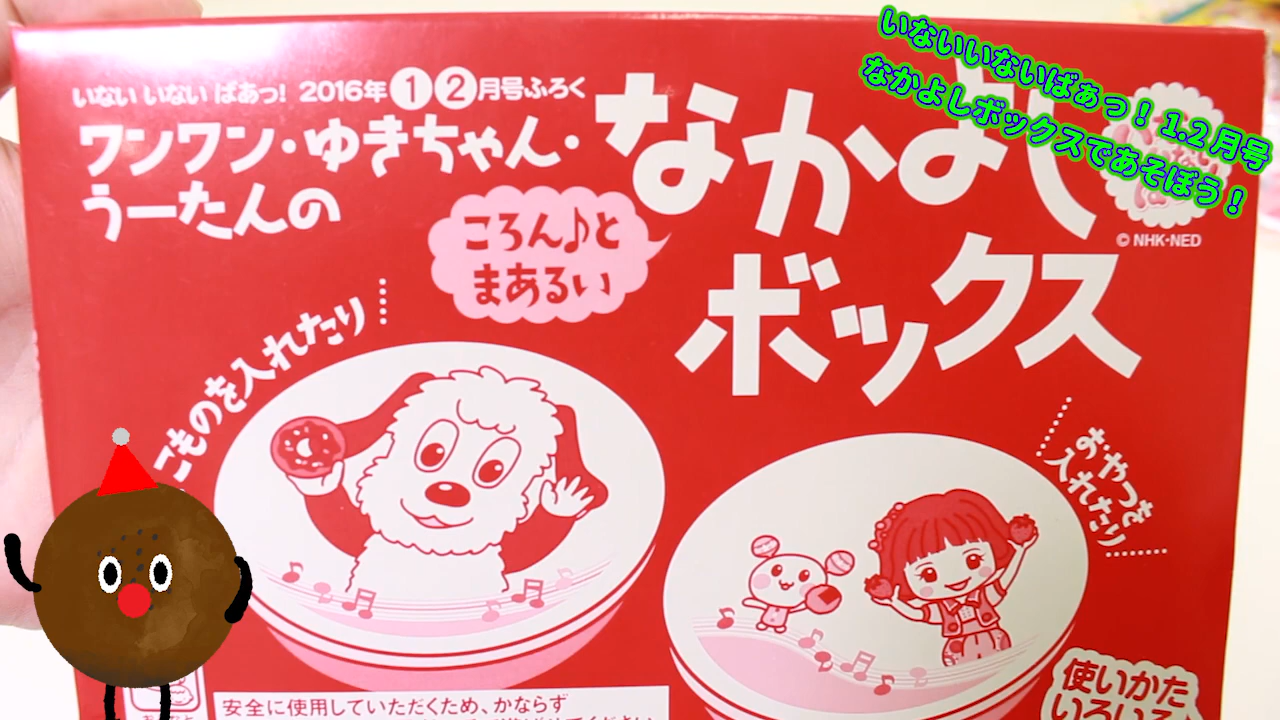 いないいないばぁっ！ 1.2月号
なかよしボックスであそぼう！
いない いない ばあっ! 2016年 1 2 月号ふろく
ワンワン・ゆきちゃん・
うーたんの
ころん♪と
まあるい
なかよし
ボックス
© NHK・NED
こものを入れたり
おやつを
入れたり
使いかた
いろいろ
安全に使用していただくため、かならず